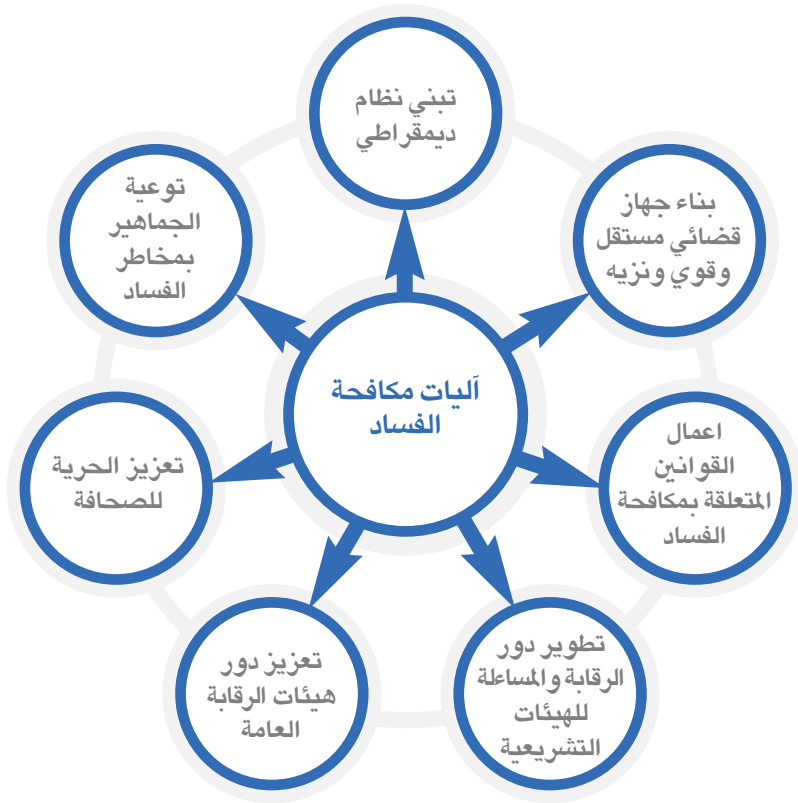 تبني نظام
ديمقراطي
بناء جهاز
قضائي مستقل
وقوي ونزيه
اعمال
القوانين
المتعلقة بمكافحة
الفساد
تطوير دور
الرقابة والمساءلة
للهيئات
التشريعية
تعزيز دور
هيئات الرقابة
العامة
تعزيز الحرية
للصحافة
توعية
الجماهير
بمخاطر
الفساد
آليات مكافحة
الفساد